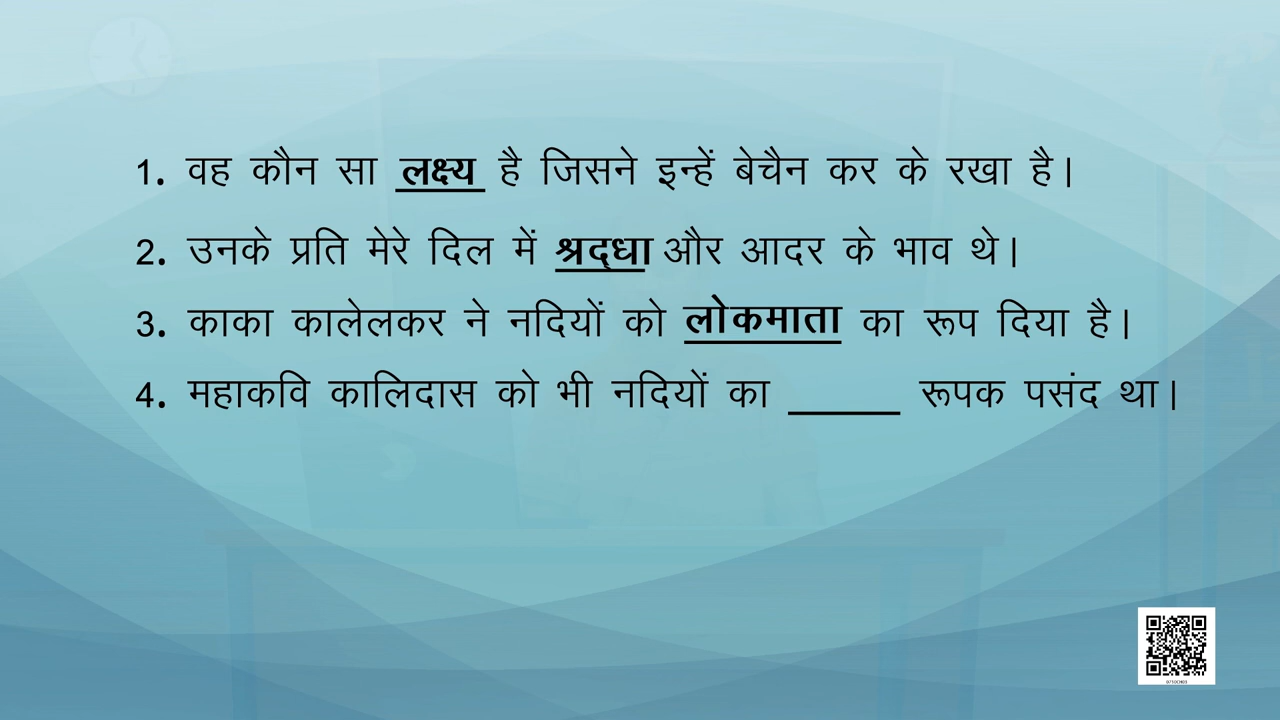 1. वह कौन सा लक्ष्य है जिसने इन्हें बेचैन कर के रखा है।
2. उनके प्रति मेरे दिल में श्रद्धा और आदर के भाव थे।
3. काका कालेलकर ने नदियों को लोकमाता का रूप दिया है।
4. महाकवि कालिदास को भी नदियों का _____ रूपक पसंद था।